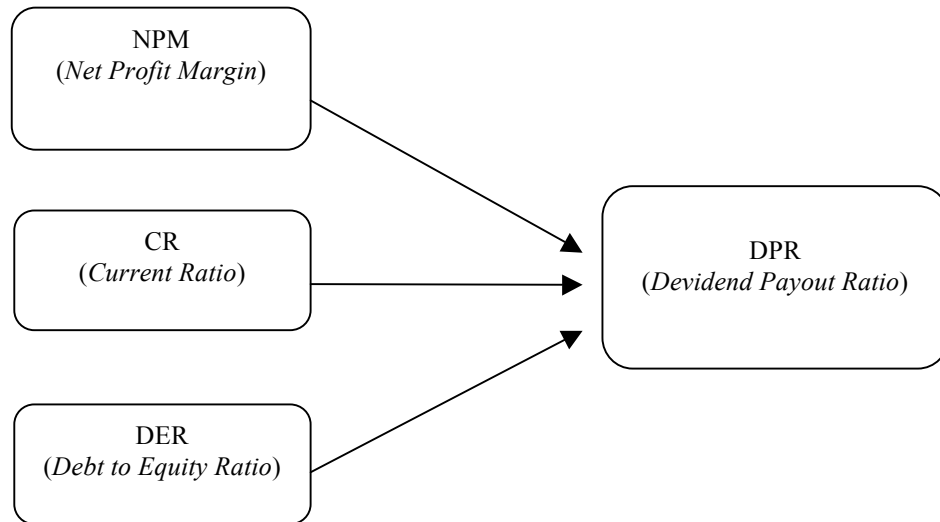 NPM
(Net Profit Margin)
CR
(Current Ratio)
DPR
(Devidend Payout Ratio)
DER
(Debt to Equity Ratio)